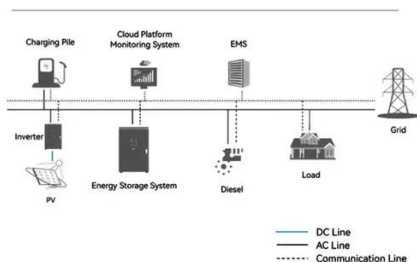 Charging Pile
Cloud Platform
Monitoring System
EMS
Grid
Inverter
PV
Energy Storage System
Diesel
Load
DC Line
AC Line
Communication Line